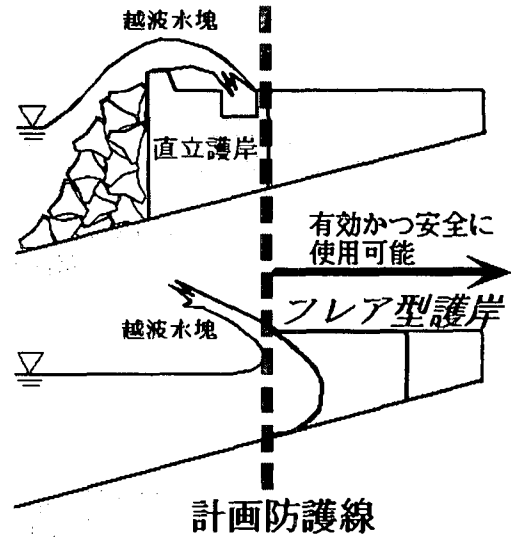 越波水塊
直立護岸
有効かつ安全に
使用可能
フレア型護岸
越波水塊
計画防護線